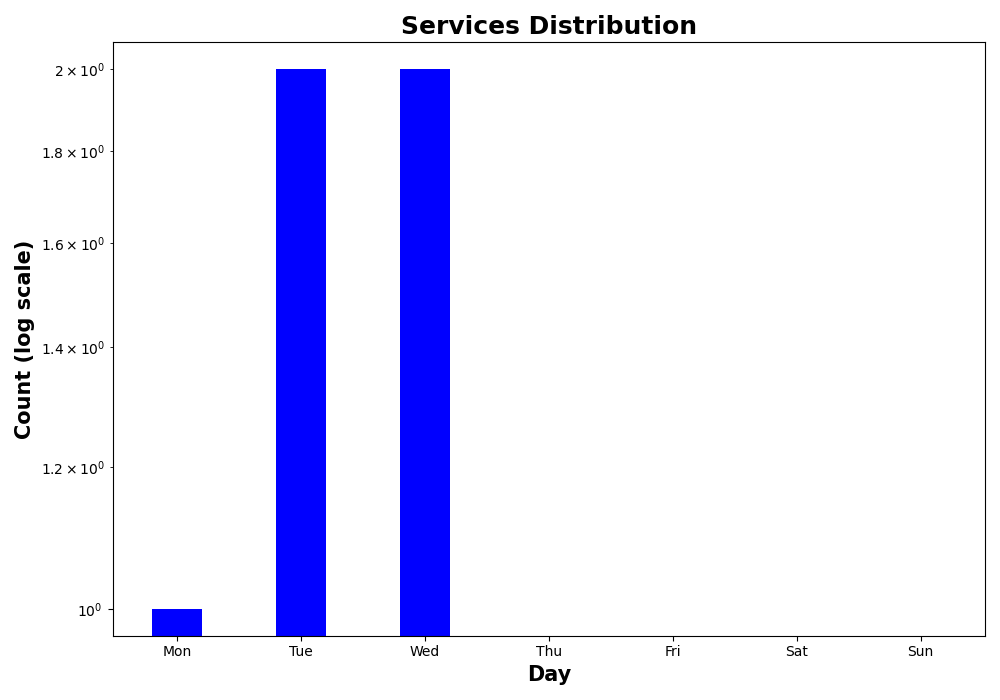 Services Distribution
Count (log scale)
2 × 10⁰
1.8 × 10⁰
1.6 × 10⁰
1.4 × 10⁰
1.2 × 10⁰
10⁰
Mon Tue Wed Thu Fri Sat Sun
Day